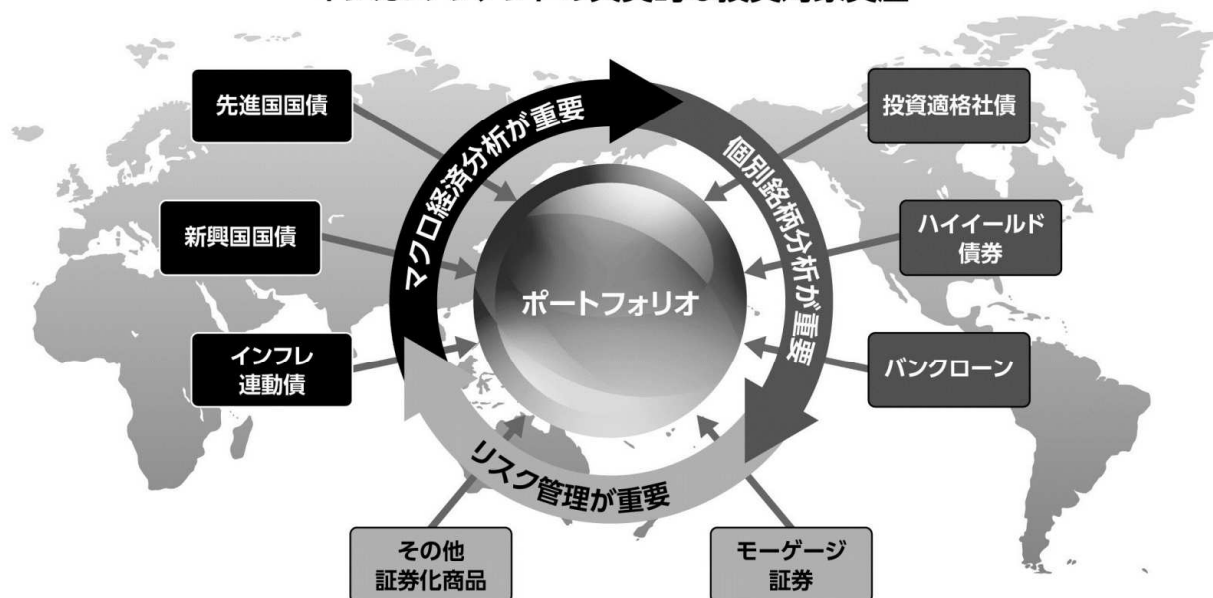 先進国国債
新興国国債
インフレ
連動債
マクロ経済分析が重要
個別銘柄分析が重要
リスク管理が重要
ポートフォリオ
投資適格社債
ハイイールド
債券
バンクローン
その他
証券化商品
モーゲージ
証券